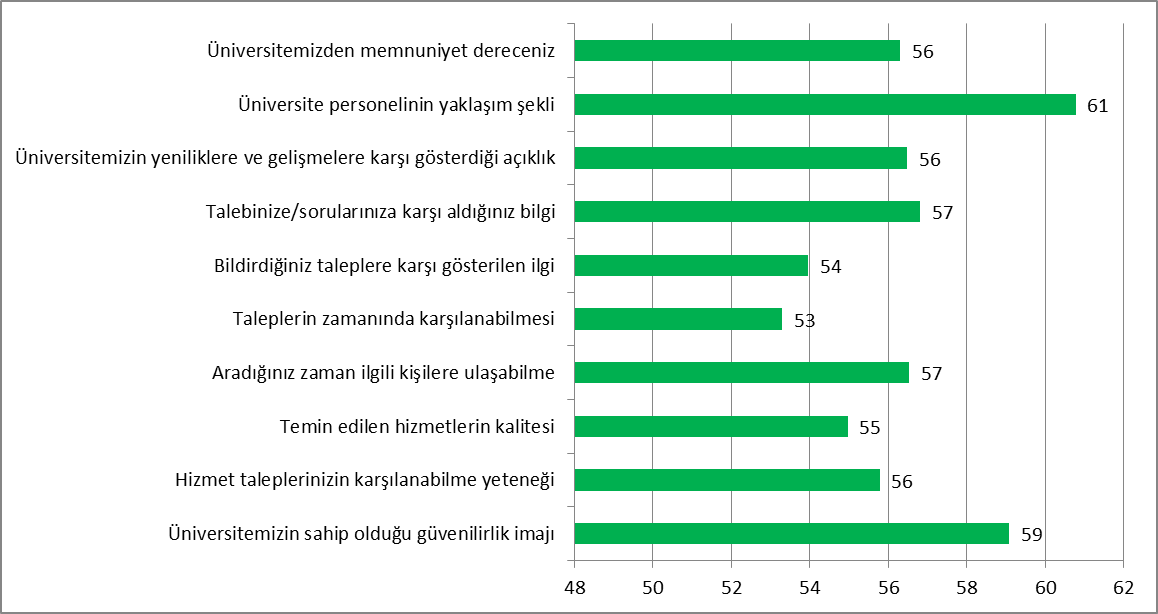 Üniversitemizden memnuniyet dereceniz 56
Üniversite personelinin yaklaşım şekli 61
Üniversitemizin yeniliklere ve gelişmelere karşı gösterdiği açıklık 56
Talebinize/sorularınıza karşı aldığınız bilgi 57
Bildirdiğiniz taleplere karşı gösterilen ilgi 54
Taleplerin zamanında karşılanabilmesi 53
Aradığınız zaman ilgili kişilere ulaşabilme 57
Temin edilen hizmetlerin kalitesi 55
Hizmet taleplerinizin karşılanabilme yeteneği 56
Üniversitemizin sahip olduğu güvenilirlik imajı 59
48 50 52 54 56 58 60 62